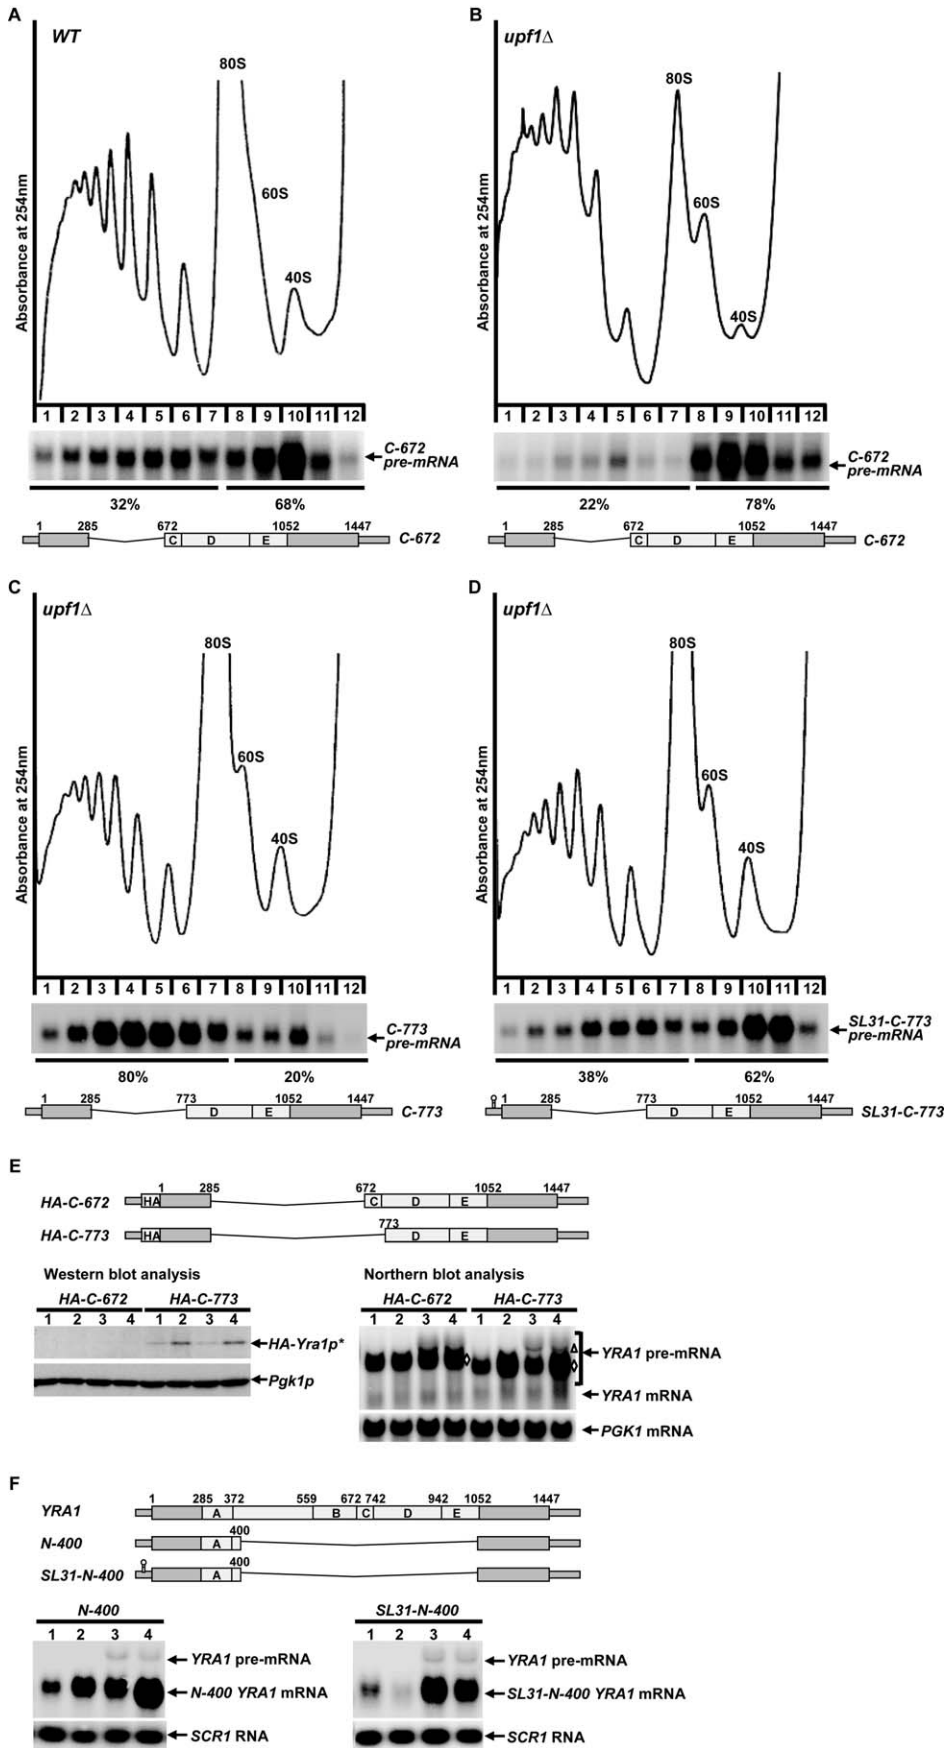 A
WT
80S
60S
40S
Absorbance at 254nm
1 2 3 4 5 6 7 8 9 10 11 12
C-672
pre-mRNA
32% 68%
1 285 672 1052 1447
C D E
C-672
B
upf1Δ
80S
60S
40S
Absorbance at 254nm
1 2 3 4 5 6 7 8 9 10 11 12
C-672
pre-mRNA
22% 78%
1 285 672 1052 1447
C D E
C-672
C
upf1Δ
80S
60S
40S
Absorbance at 254nm
1 2 3 4 5 6 7 8 9 10 11 12
C-773
pre-mRNA
80% 20%
1 285 773 1052 1447
D E
C-773
D
upf1Δ
80S
60S
40S
Absorbance at 254nm
1 2 3 4 5 6 7 8 9 10 11 12
SL31-C-773
pre-mRNA
38% 62%
1 285 773 1052 1447
D E
SL31-C-773
E
1 285 672 1052 1447
HA-C-672 HA C D E
773
HA-C-773 HA D E
Western blot analysis
HA-C-672 HA-C-773
1 2 3 4 1 2 3 4
HA-Yra1p*
Pgk1p
Northern blot analysis
HA-C-672 HA-C-773
1 2 3 4 1 2 3 4
YRA1 pre-mRNA
YRA1 mRNA
PGK1 mRNA
F
1 285 372 559 672 742 942 1052 1447
YRA1 A B C D E
400
N-400 A
400
SL31-N-400 A
N-400
1 2 3 4
YRA1 pre-mRNA
N-400 YRA1 mRNA
SCR1 RNA
SL31-N-400
1 2 3 4
YRA1 pre-mRNA
SL31-N-400 YRA1 mRNA
SCR1 RNA